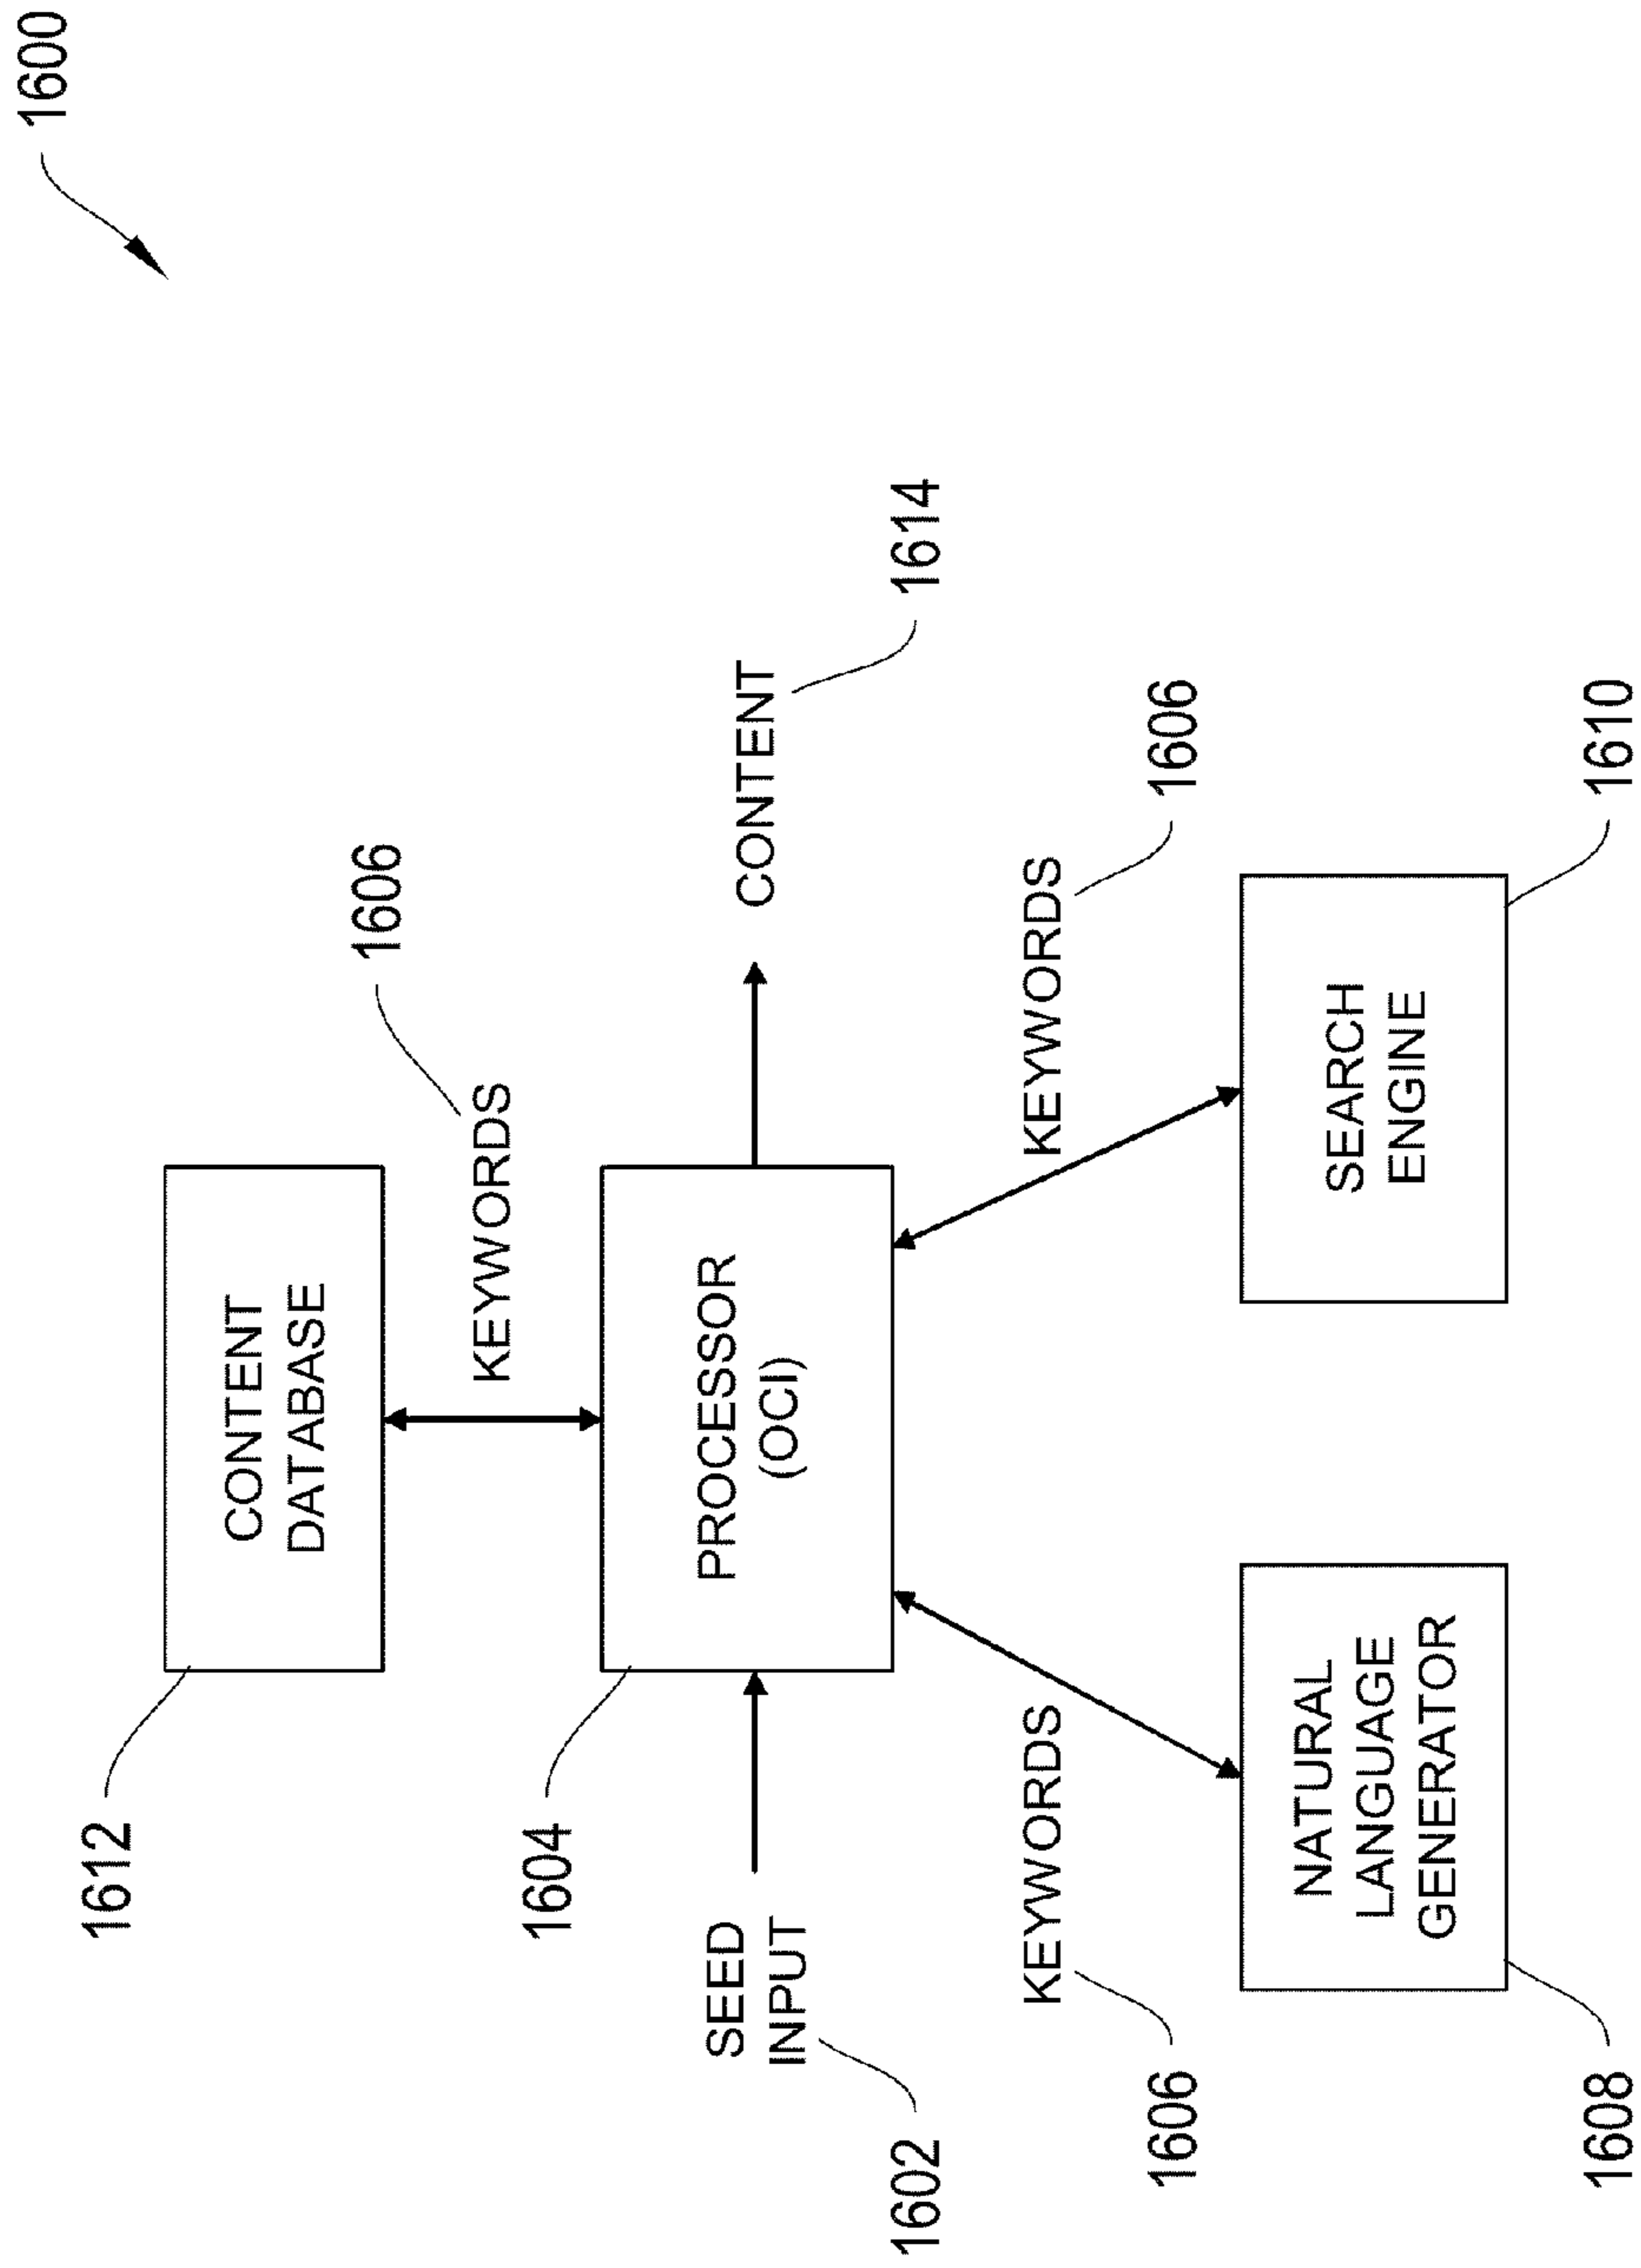 1600
1612
CONTENT
DATABASE
KEYWORDS
1606
1604
SEED
INPUT
1602
PROCESSOR
(OCI)
CONTENT
1614
KEYWORDS
1606
KEYWORDS
1606
NATURAL
LANGUAGE
GENERATOR
1608
SEARCH
ENGINE
1610